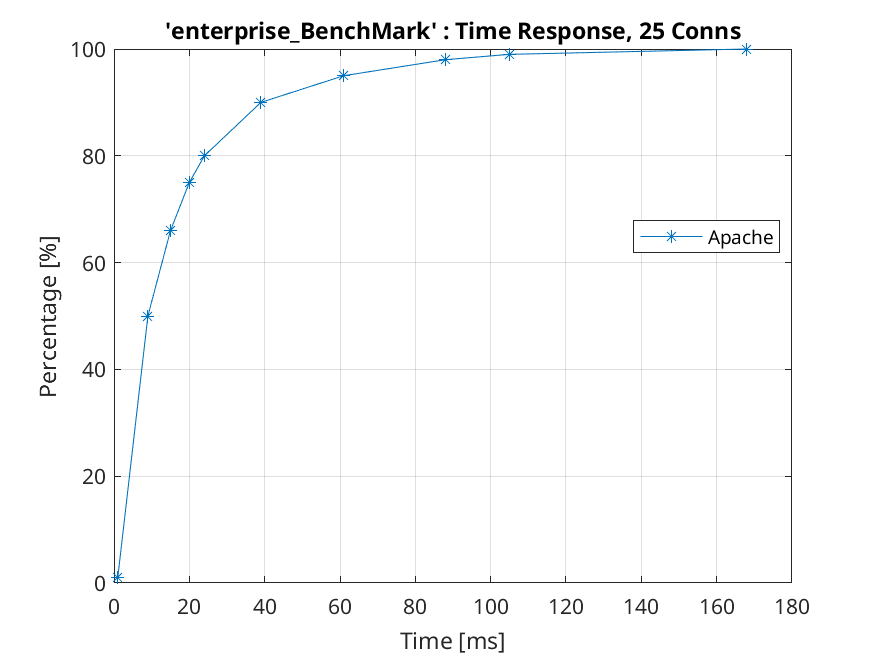 'enterprise_BenchMark' : Time Response, 25 Conns
100
80
60
40
20
0
Percentage [%]
Apache
0 20 40 60 80 100 120 140 160 180
Time [ms]